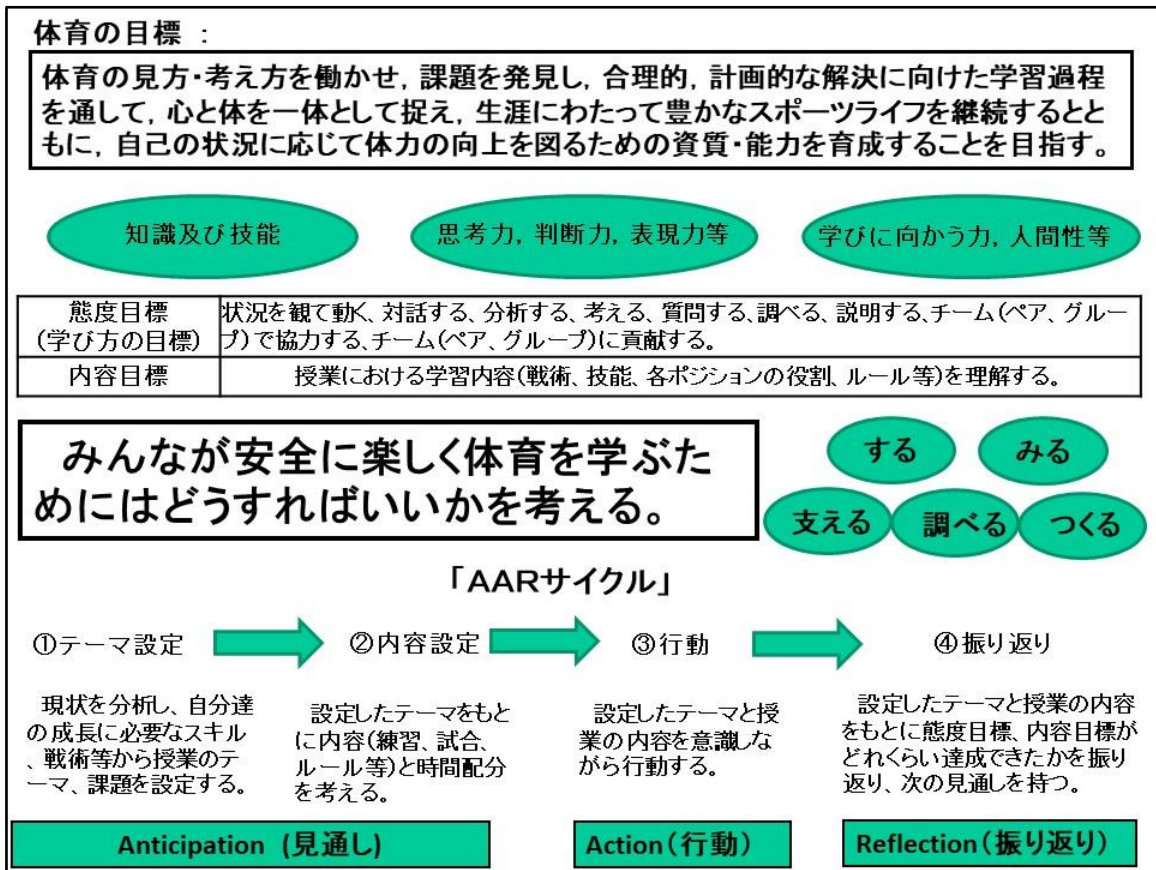 体育の目標 :
体育の見方・考え方を働かせ，課題を発見し，合理的，計画的な解決に向けた学習過程
を通して，心と体を一体として捉え，生涯にわたって豊かなスポーツライフを継続するとと
もに，自己の状況に応じて体力の向上を図るための資質・能力を育成することを目指す。
知識及び技能
思考力，判断力，表現力等
学びに向かう力，人間性等
態度目標
(学び方の目標)
状況を観て動く、対話する、分析する、考える、質問する、調べる、説明する、チーム(ペア、グルー
プ)で協力する、チーム(ペア、グループ)に貢献する。
内容目標
授業における学習内容(戦術、技能、各ポジションの役割、ルール等)を理解する。
みんなが安全に楽しく体育を学ぶた
めにはどうすればいいかを考える。
する
みる
支える
調べる
つくる
「AARサイクル」
①テーマ設定
②内容設定
③行動
④振り返り
現状を分析し、自分達
の成長に必要なスキル
、戦術等から授業のテ
ーマ、課題を設定する。
設定したテーマをもと
に内容(練習、試合、
ルール等)と時間配分
を考える。
設定したテーマと授
業の内容を意識しな
がら行動する。
設定したテーマと授業の内容
をもとに態度目標、内容目標が
どれくらい達成できたかを振り
返り、次の見通しを持つ。
Anticipation (見通し)
Action(行動)
Reflection(振り返り)